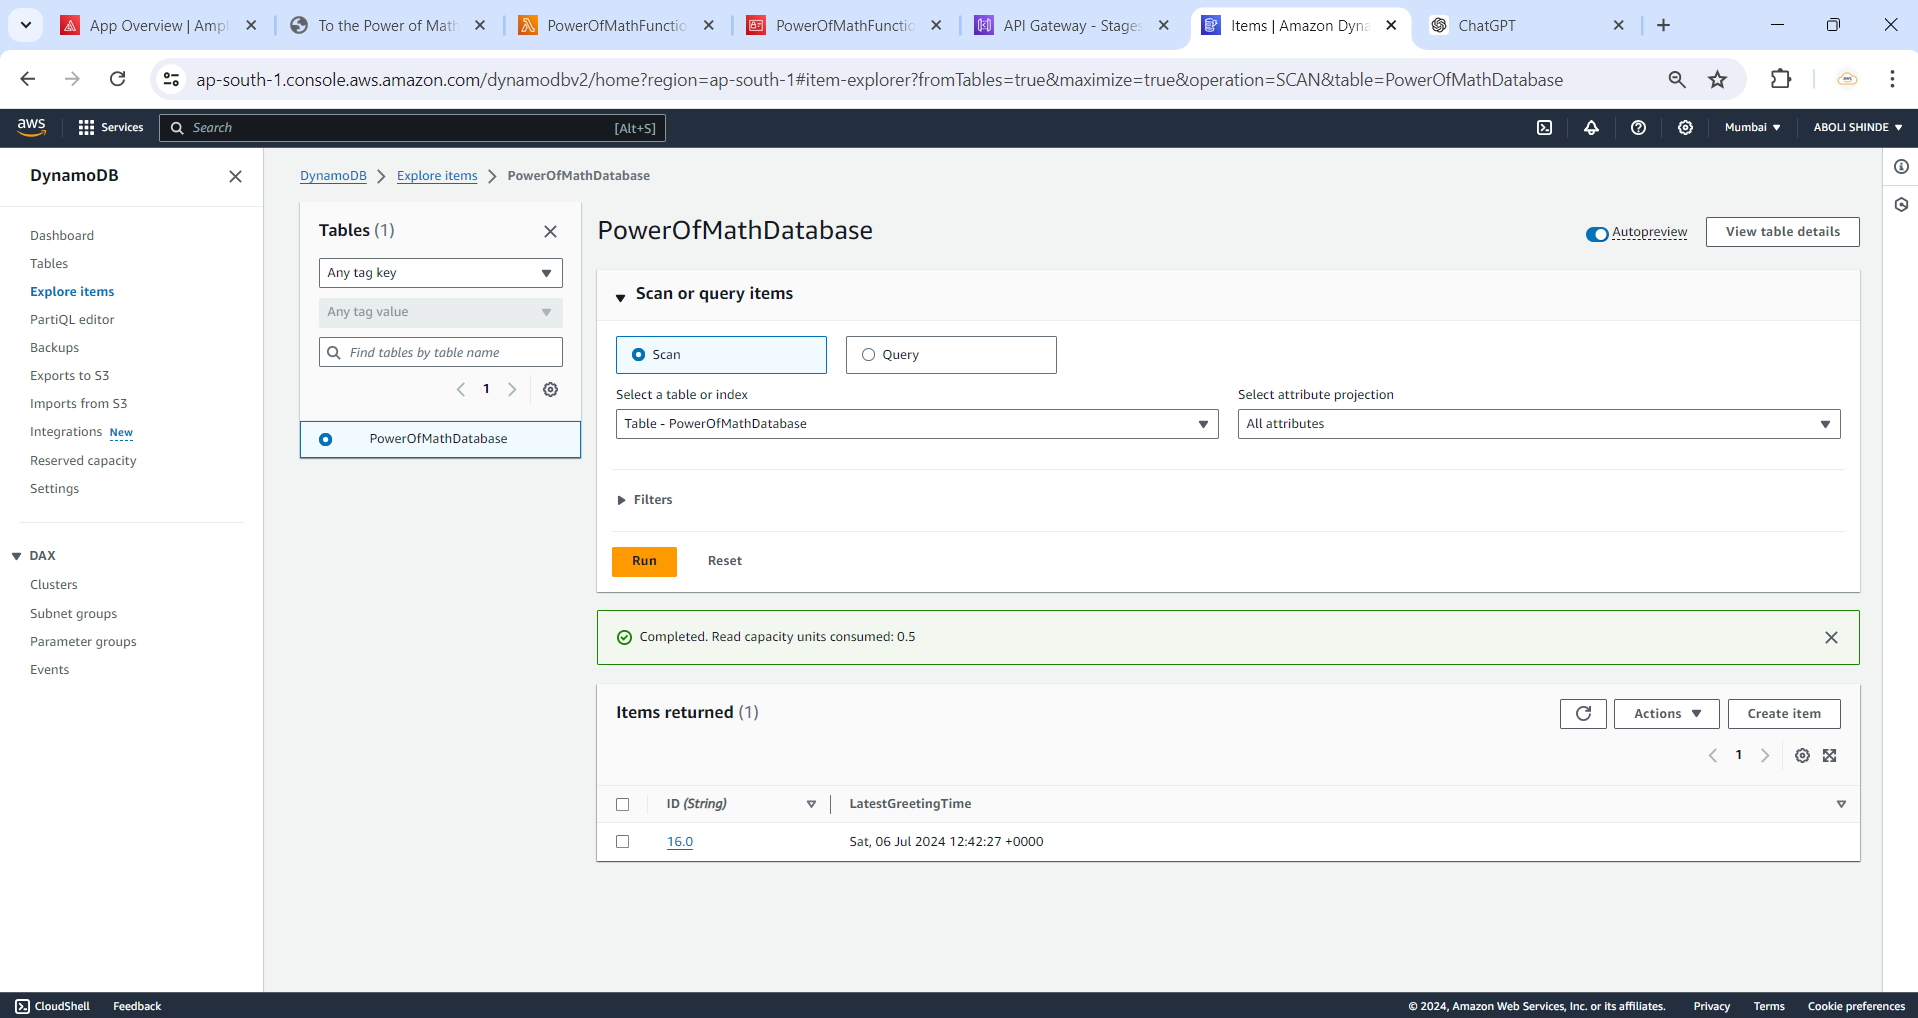 App Overview | Ampl
To the Power of Math
PowerOfMathFunctio
PowerOfMathFunctio
API Gateway - Stages
Items | Amazon Dyna
ChatGPT
ap-south-1.console.aws.amazon.com/dynamodbv2/home?region=ap-south-1#item-explorer?fromTables=true&maximize=true&operation=SCAN&table=PowerOfMathDatabase
aws
Services
Search
[Alt+S]
Mumbai
ABOLI SHINDE
DynamoDB
Dashboard
Tables
Explore items
PartiQL editor
Backups
Exports to S3
Imports from S3
Integrations New
Reserved capacity
Settings
DAX
Clusters
Subnet groups
Parameter groups
Events
DynamoDB
Explore items
PowerOfMathDatabase
Tables (1)
Any tag key
Any tag value
Find tables by table name
1
PowerOfMathDatabase
PowerOfMathDatabase
Autopreview
View table details
Scan or query items
Scan
Query
Select a table or index
Table - PowerOfMathDatabase
Select attribute projection
All attributes
Filters
Run
Reset
Completed. Read capacity units consumed: 0.5
Items returned (1)
Actions
Create item
1
ID (String)
LatestGreetingTime
16.0
Sat, 06 Jul 2024 12:42:27 +0000
CloudShell
Feedback
© 2024, Amazon Web Services, Inc. or its affiliates.
Privacy
Terms
Cookie preferences